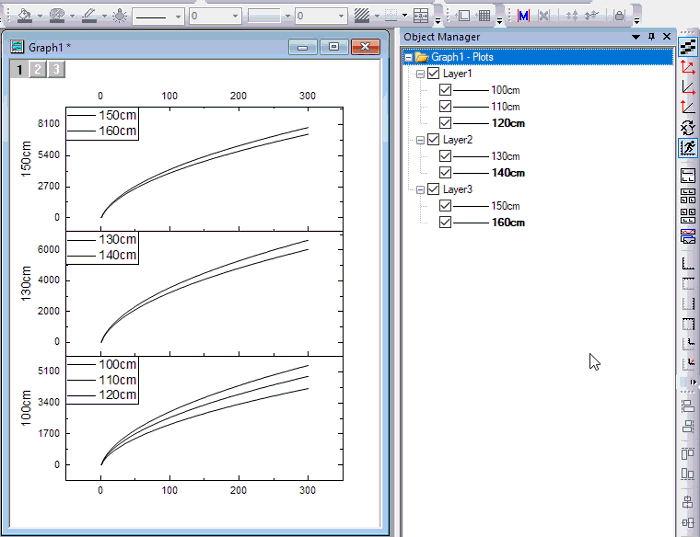 0
0
M
Graph1 *
1 2 3
0 100 200 300
150cm
160cm
8100
5400
2700
0
150cm
130cm
140cm
6000
4000
2000
0
130cm
100cm
110cm
120cm
5100
3400
1700
0
100cm
0 100 200 300
Object Manager
Graph1 - Plots
Layer1
100cm
110cm
120cm
Layer2
130cm
140cm
Layer3
150cm
160cm